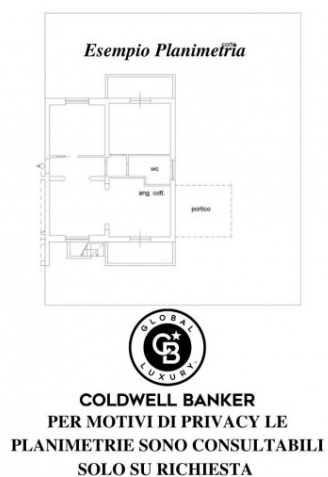 Esempio Planimetria
porta
wc
ang. cott.
portico
GLOBAL
CB
LUXURY
COLDWELL BANKER
PER MOTIVI DI PRIVACY LE
PLANIMETRIE SONO CONSULTABILI
SOLO SU RICHIESTA